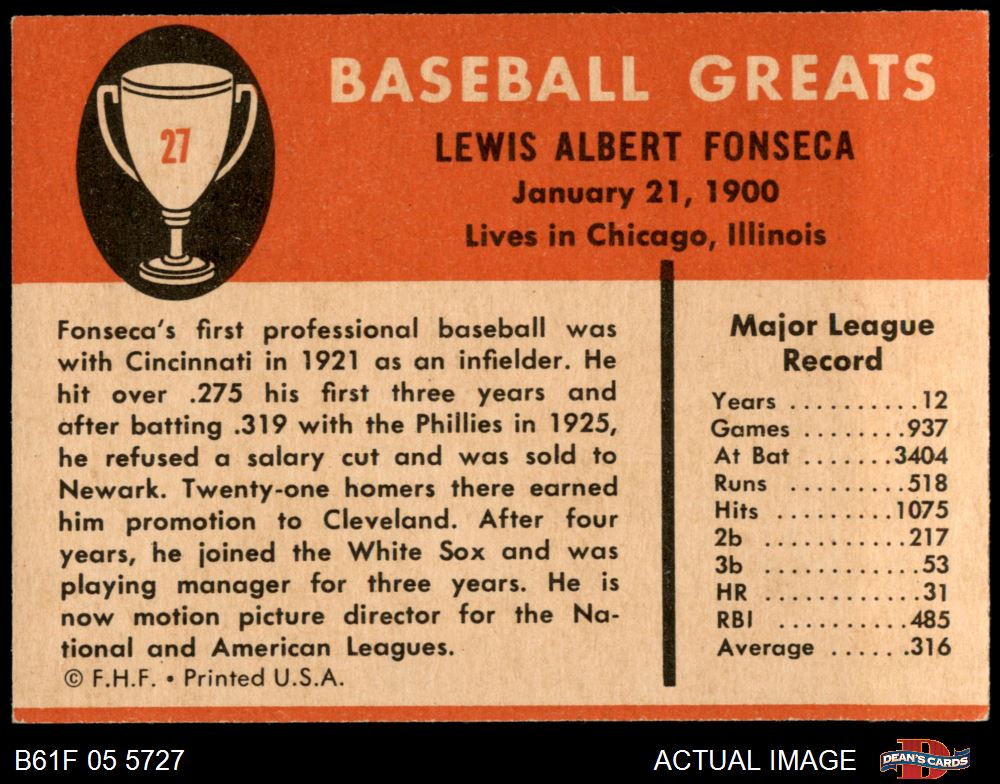 27
BASEBALL GREATS
LEWIS ALBERT FONSECA
January 21, 1900
Lives in Chicago, Illinois
Fonseca's first professional baseball was
with Cincinnati in 1921 as an infielder. He
hit over .275 his first three years and
after batting .319 with the Phillies in 1925,
he refused a salary cut and was sold to
Newark. Twenty-one homers there earned
him promotion to Cleveland. After four
years, he joined the White Sox and was
playing manager for three years. He is
now motion picture director for the Na-
tional and American Leagues.
© F.H.F. • Printed U.S.A.
Major League
Record
Years ..........12
Games ........937
At Bat .......3404
Runs .........518
Hits .........1075
2b ..........217
3b ............53
HR ............31
RBI ..........485
Average ......316
B61F 05 5727
ACTUAL IMAGE
D
DEAN'S CARDS